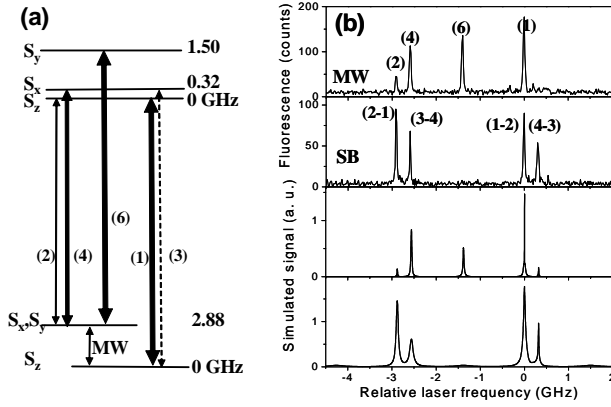 (a)
S_y 1.50
S_x 0.32
S_z 0 GHz
(6)
(2) (4) (1) (3)
S_x,S_y 2.88
MW
S_z 0 GHz
(b)
Fluorescence (counts)
200
100
0
MW
(2) (4) (6) (1)
100
50
0
SB
(2-1) (3-4) (1-2) (4-3)
Simulated signal (a. u.)
1
0
1
0
-4 -3 -2 -1 0 1 2
Relative laser frequency (GHz)